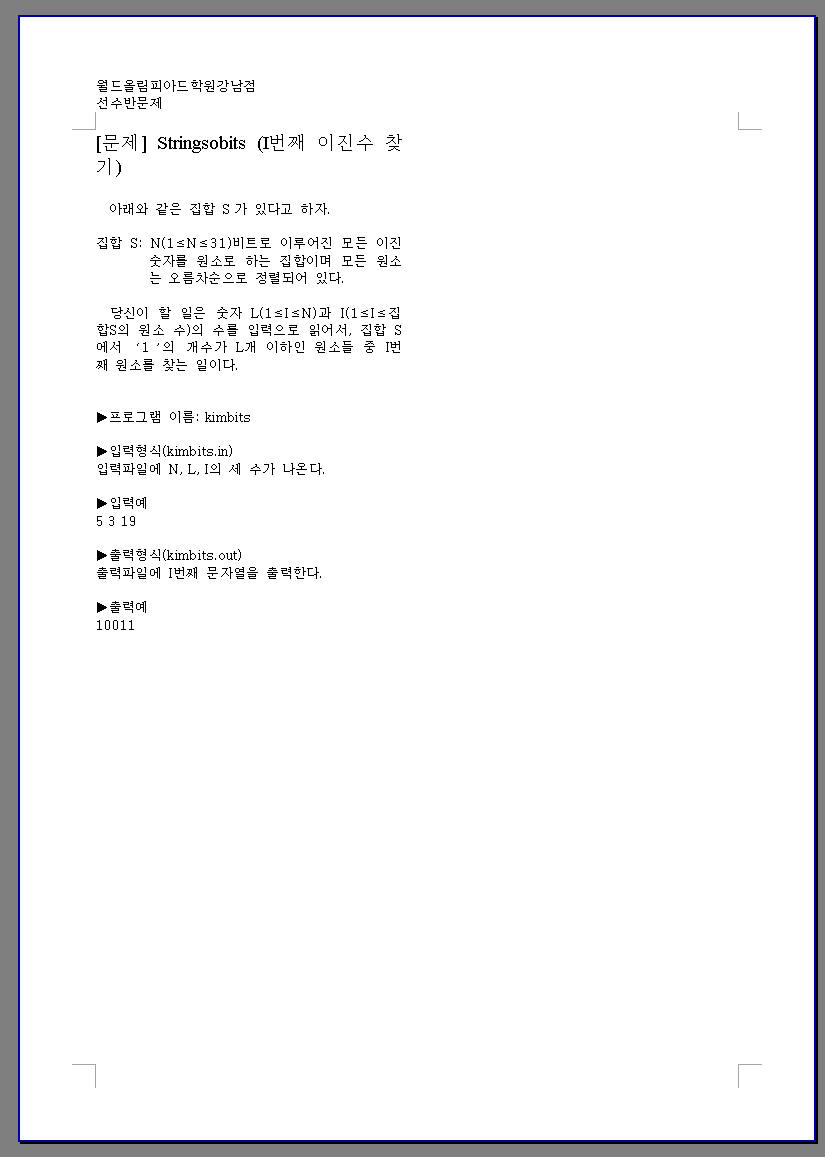 월드올림피아드학원강남점
선수반문제
[문제] Stringsobits (I번째 이진수 찾
기)
아래와 같은 집합 S 가 있다고 하자.
집합 S: N(1≤N≤31)비트로 이루어진 모든 이진
숫자를 원소로 하는 집합이며 모든 원소
는 오름차순으로 정렬되어 있다.
당신이 할 일은 숫자 L(1≤I≤N)과 I(1≤I≤집
합S의 원소 수)의 수를 입력으로 읽어서, 집합 S
에서 ‘1 ’의 개수가 L개 이하인 원소들 중 I번
째 원소를 찾는 일이다.
▶프로그램 이름: kimbits
▶입력형식(kimbits.in)
입력파일에 N, L, I의 세 수가 나온다.
▶입력예
5 3 19
▶출력형식(kimbits.out)
출력파일에 I번째 문자열을 출력한다.
▶출력예
10011